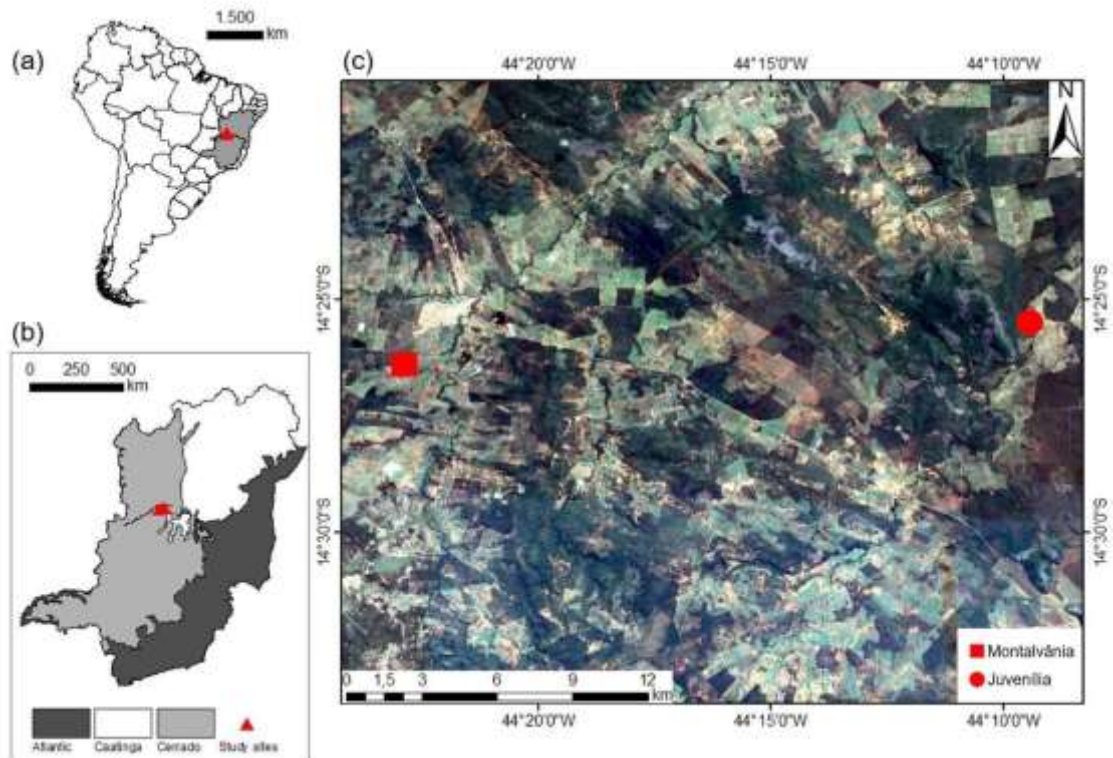 (a)
1.500
km
(b)
0 250 500
km
Atlantic Caatinga Cerrado Study sites
(c)
44°20'0"W 44°15'0"W 44°10'0"W
N
14°25'0"S
14°25'0"S
14°30'0"S
14°30'0"S
Montalvânia
Juvenília
0 1,5 3 6 9 12
km
44°20'0"W 44°15'0"W 44°10'0"W